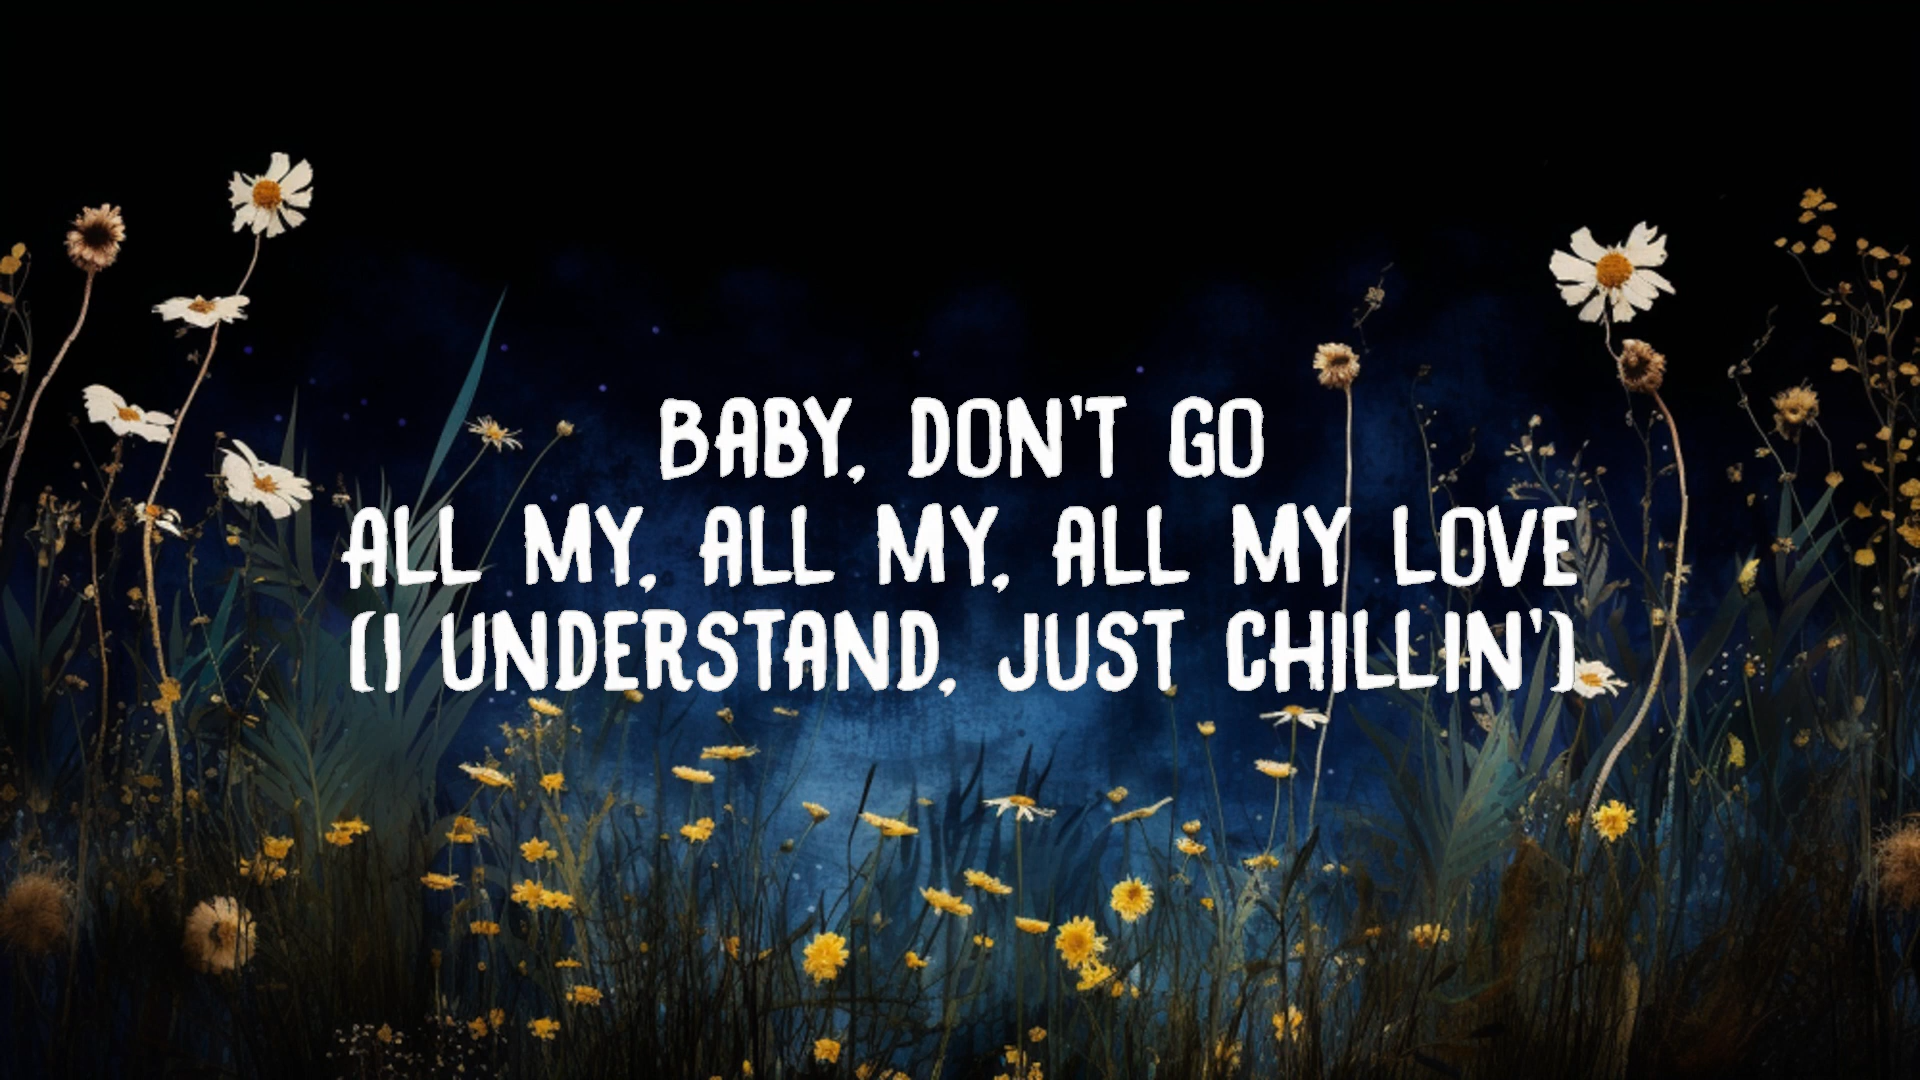 BABY, DON'T GO
ALL MY, ALL MY, ALL MY LOVE
(I UNDERSTAND, JUST CHILLIN')